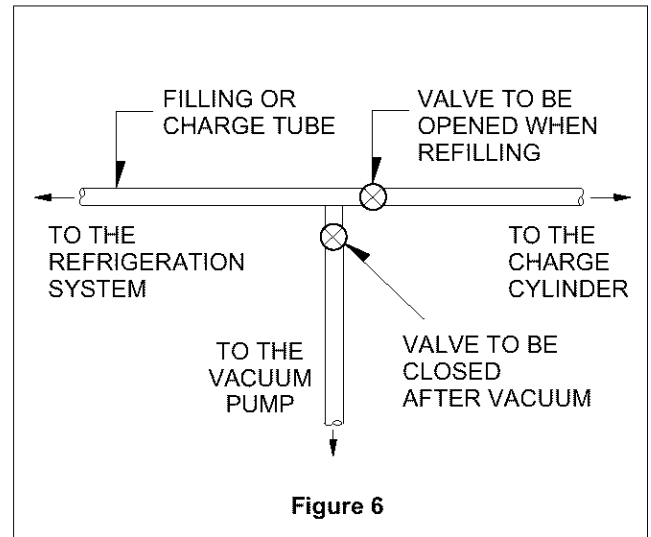 FILLING OR
CHARGE TUBE
VALVE TO BE
OPENED WHEN
REFILLING
TO THE
REFRIGERATION
SYSTEM
TO THE
CHARGE
CYLINDER
TO THE
VACUUM
PUMP
VALVE TO BE
CLOSED
AFTER VACUUM
Figure 6